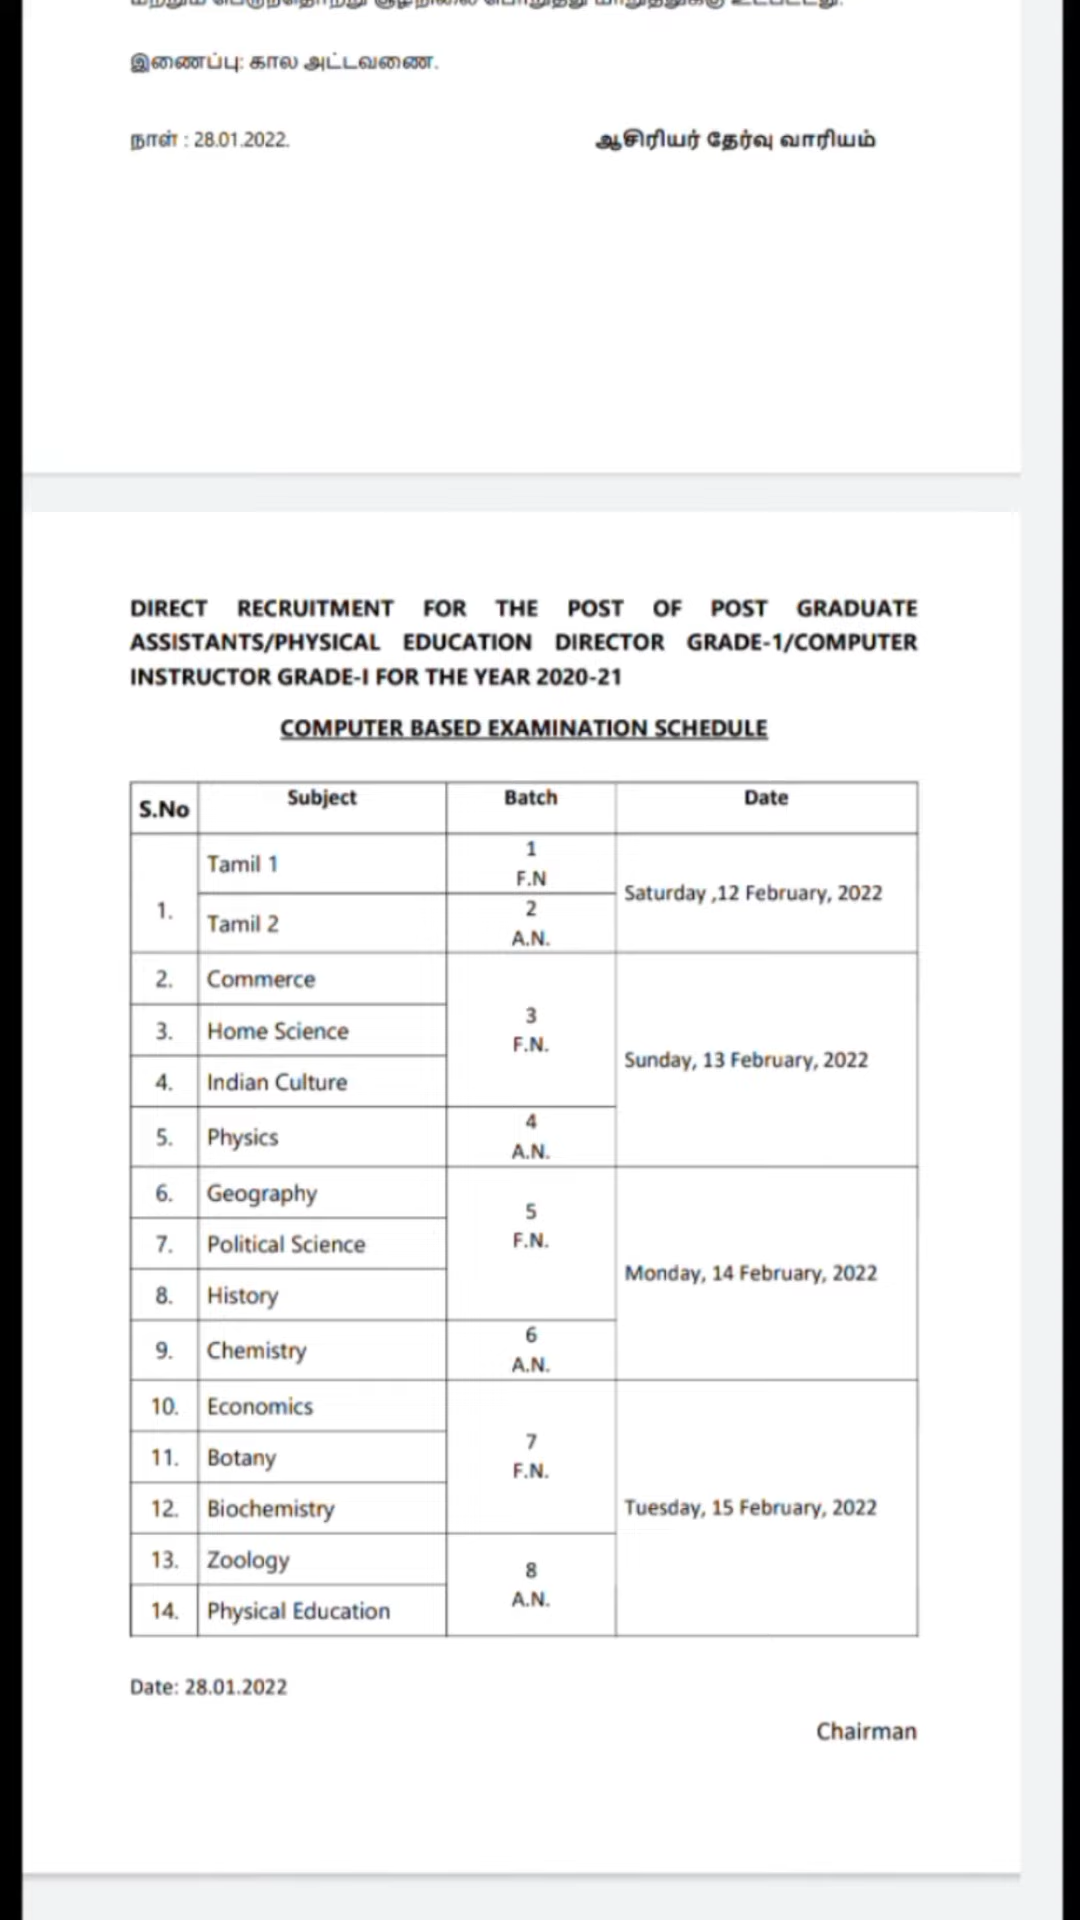 இணைப்பு: கால அட்டவணை.
நாள் : 28.01.2022.
ஆசிரியர் தேர்வு வாரியம்
DIRECT RECRUITMENT FOR THE POST OF POST GRADUATE
ASSISTANTS/PHYSICAL EDUCATION DIRECTOR GRADE-1/COMPUTER
INSTRUCTOR GRADE-I FOR THE YEAR 2020-21
COMPUTER BASED EXAMINATION SCHEDULE
S.No Subject Batch Date
1.
Tamil 1
1
F.N
Saturday ,12 February, 2022
Tamil 2
2
A.N.
2. Commerce
3. Home Science
4. Indian Culture
3
F.N.
Sunday, 13 February, 2022
5. Physics
4
A.N.
6. Geography
7. Political Science
8. History
5
F.N.
Monday, 14 February, 2022
9. Chemistry
6
A.N.
10. Economics
11. Botany
12. Biochemistry
7
F.N.
Tuesday, 15 February, 2022
13. Zoology
14. Physical Education
8
A.N.
Date: 28.01.2022
Chairman